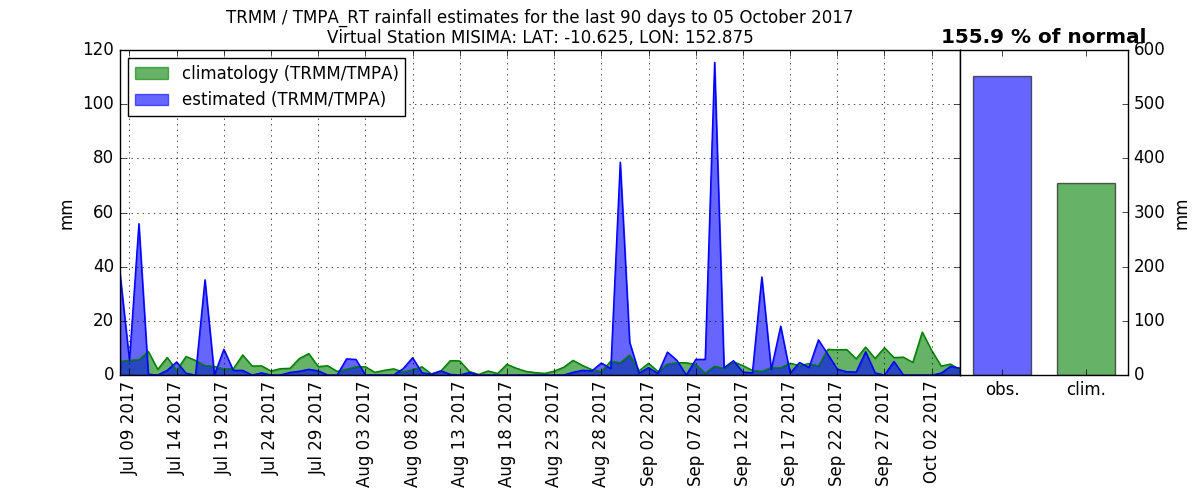 TRMM / TMPA_RT rainfall estimates for the last 90 days to 05 October 2017
Virtual Station MISIMA: LAT: -10.625, LON: 152.875
155.9 % of normal
climatology (TRMM/TMPA)
estimated (TRMM/TMPA)
120
100
80
60
40
20
0
mm
Jul 09 2017
Jul 14 2017
Jul 19 2017
Jul 24 2017
Jul 29 2017
Aug 03 2017
Aug 08 2017
Aug 13 2017
Aug 18 2017
Aug 23 2017
Aug 28 2017
Sep 02 2017
Sep 07 2017
Sep 12 2017
Sep 17 2017
Sep 22 2017
Sep 27 2017
Oct 02 2017
600
500
400
300
200
100
0
mm
obs.
clim.